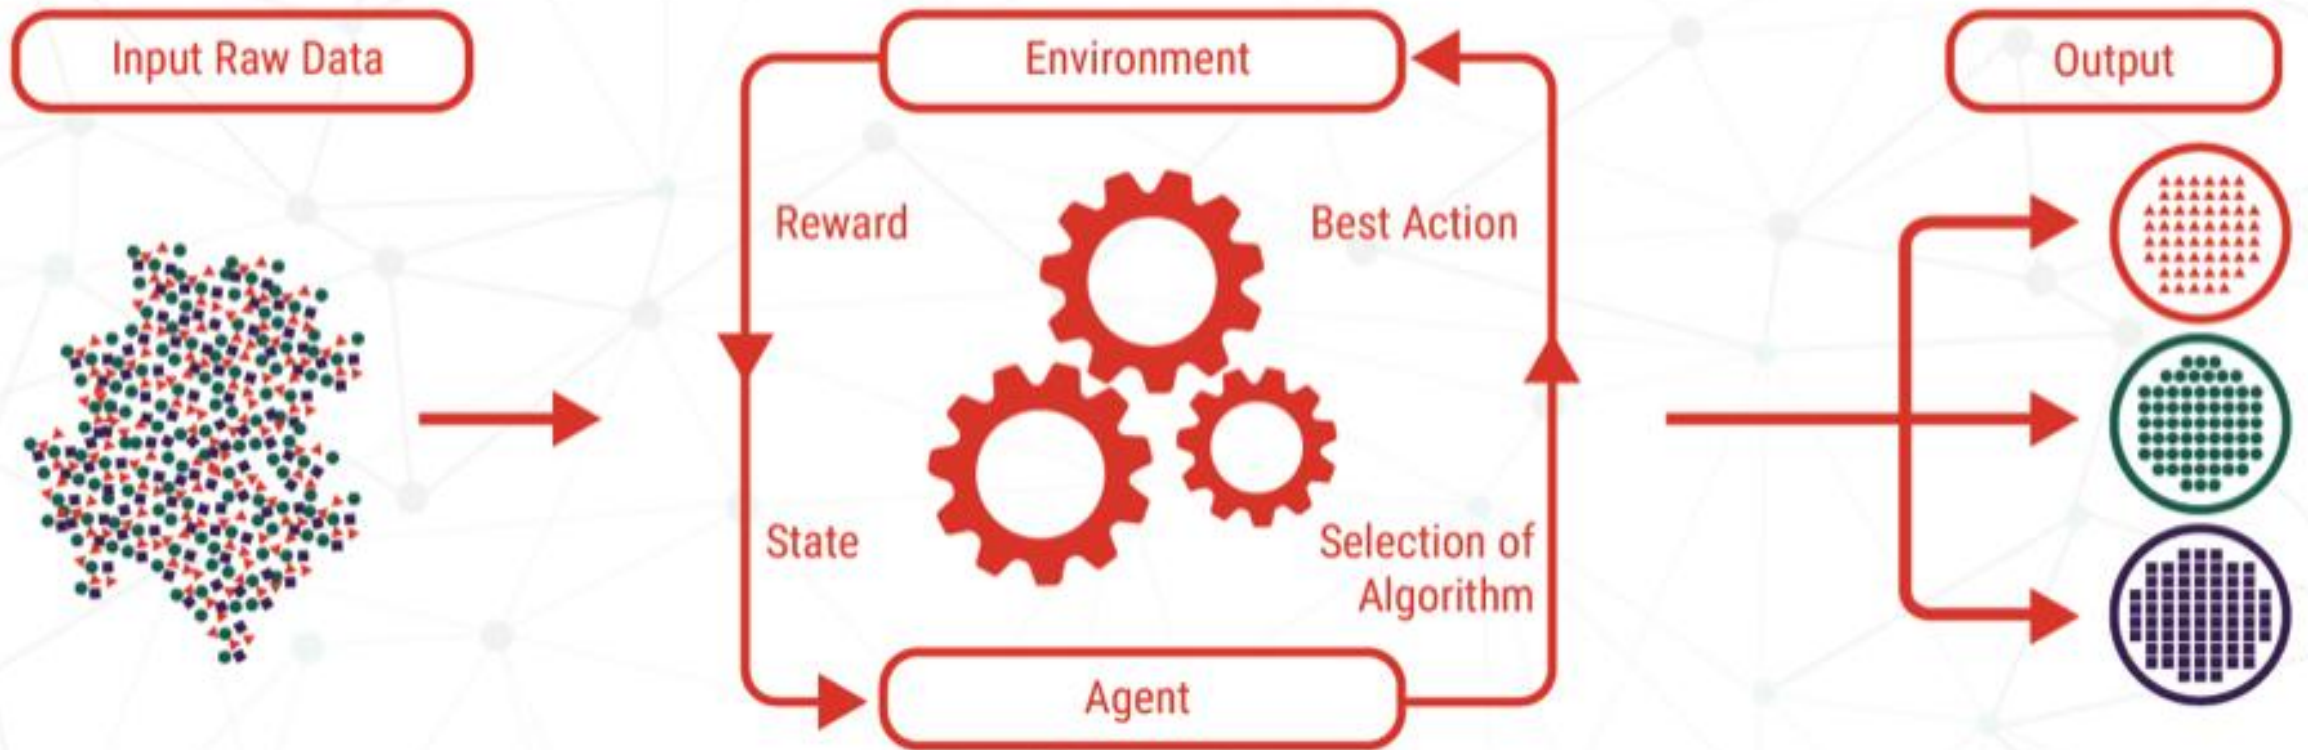 Input Raw Data
Environment
Output
Reward
Best Action
State
Selection of
Algorithm
Agent